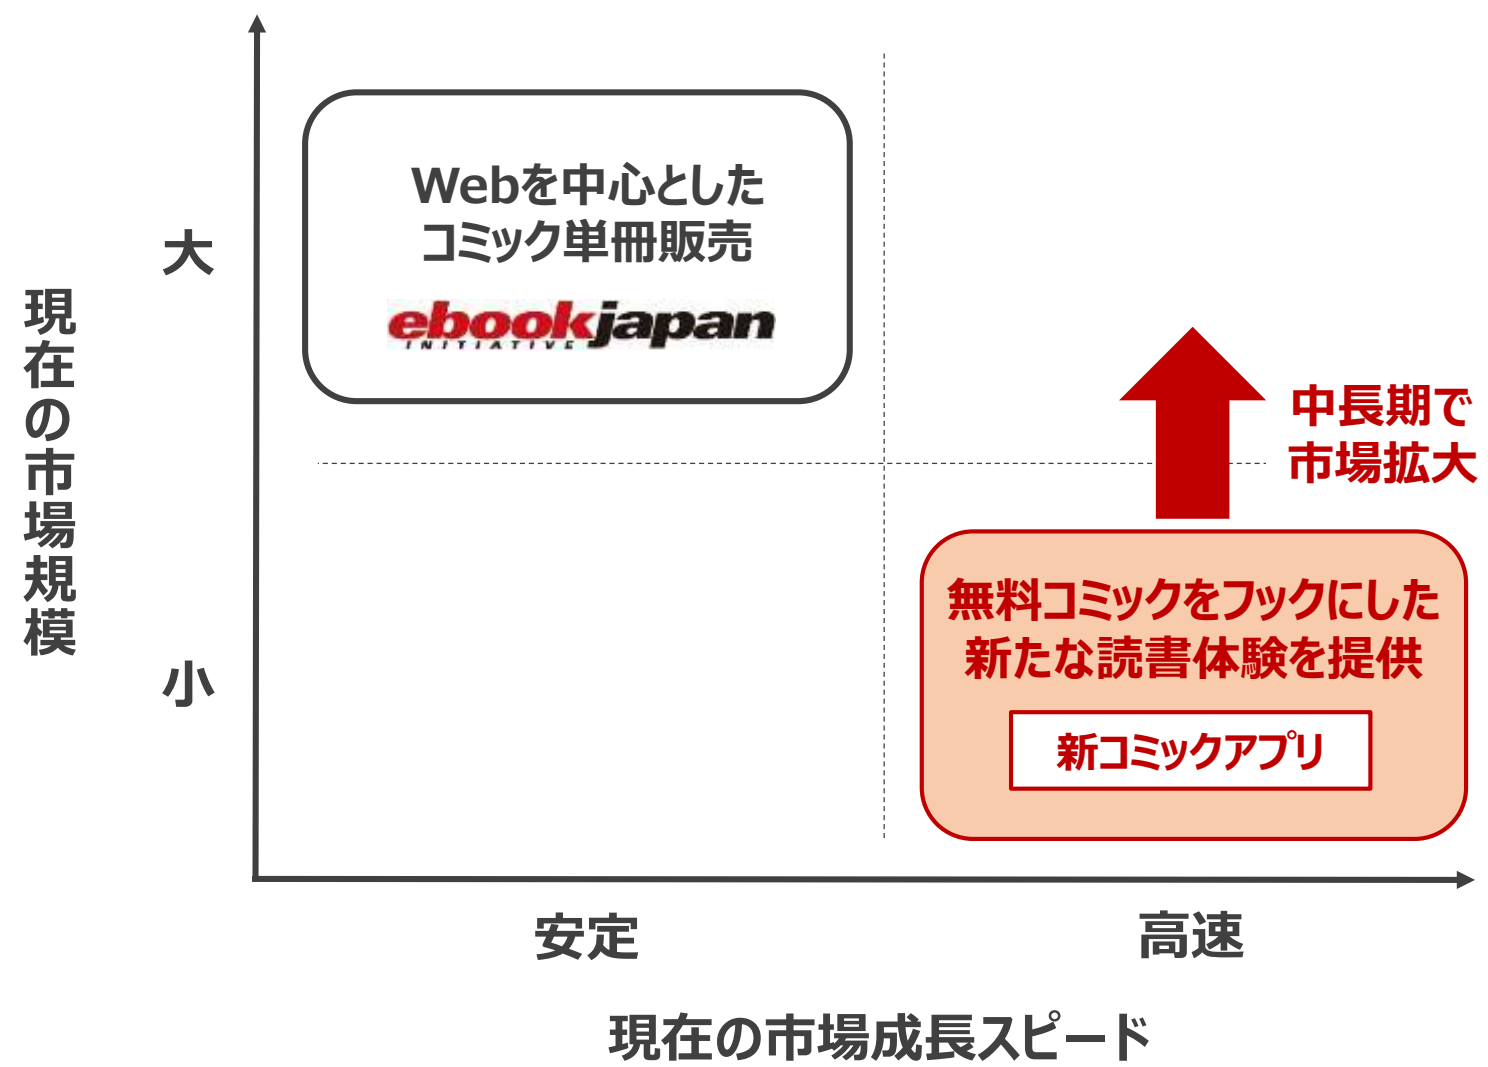 現在の市場規模
大
小
Webを中心とした
コミック単冊販売
ebookjapan
INITIATIVE
中長期で
市場拡大
無料コミックをフックにした
新たな読書体験を提供
新コミックアプリ
安定
高速
現在の市場成長スピード